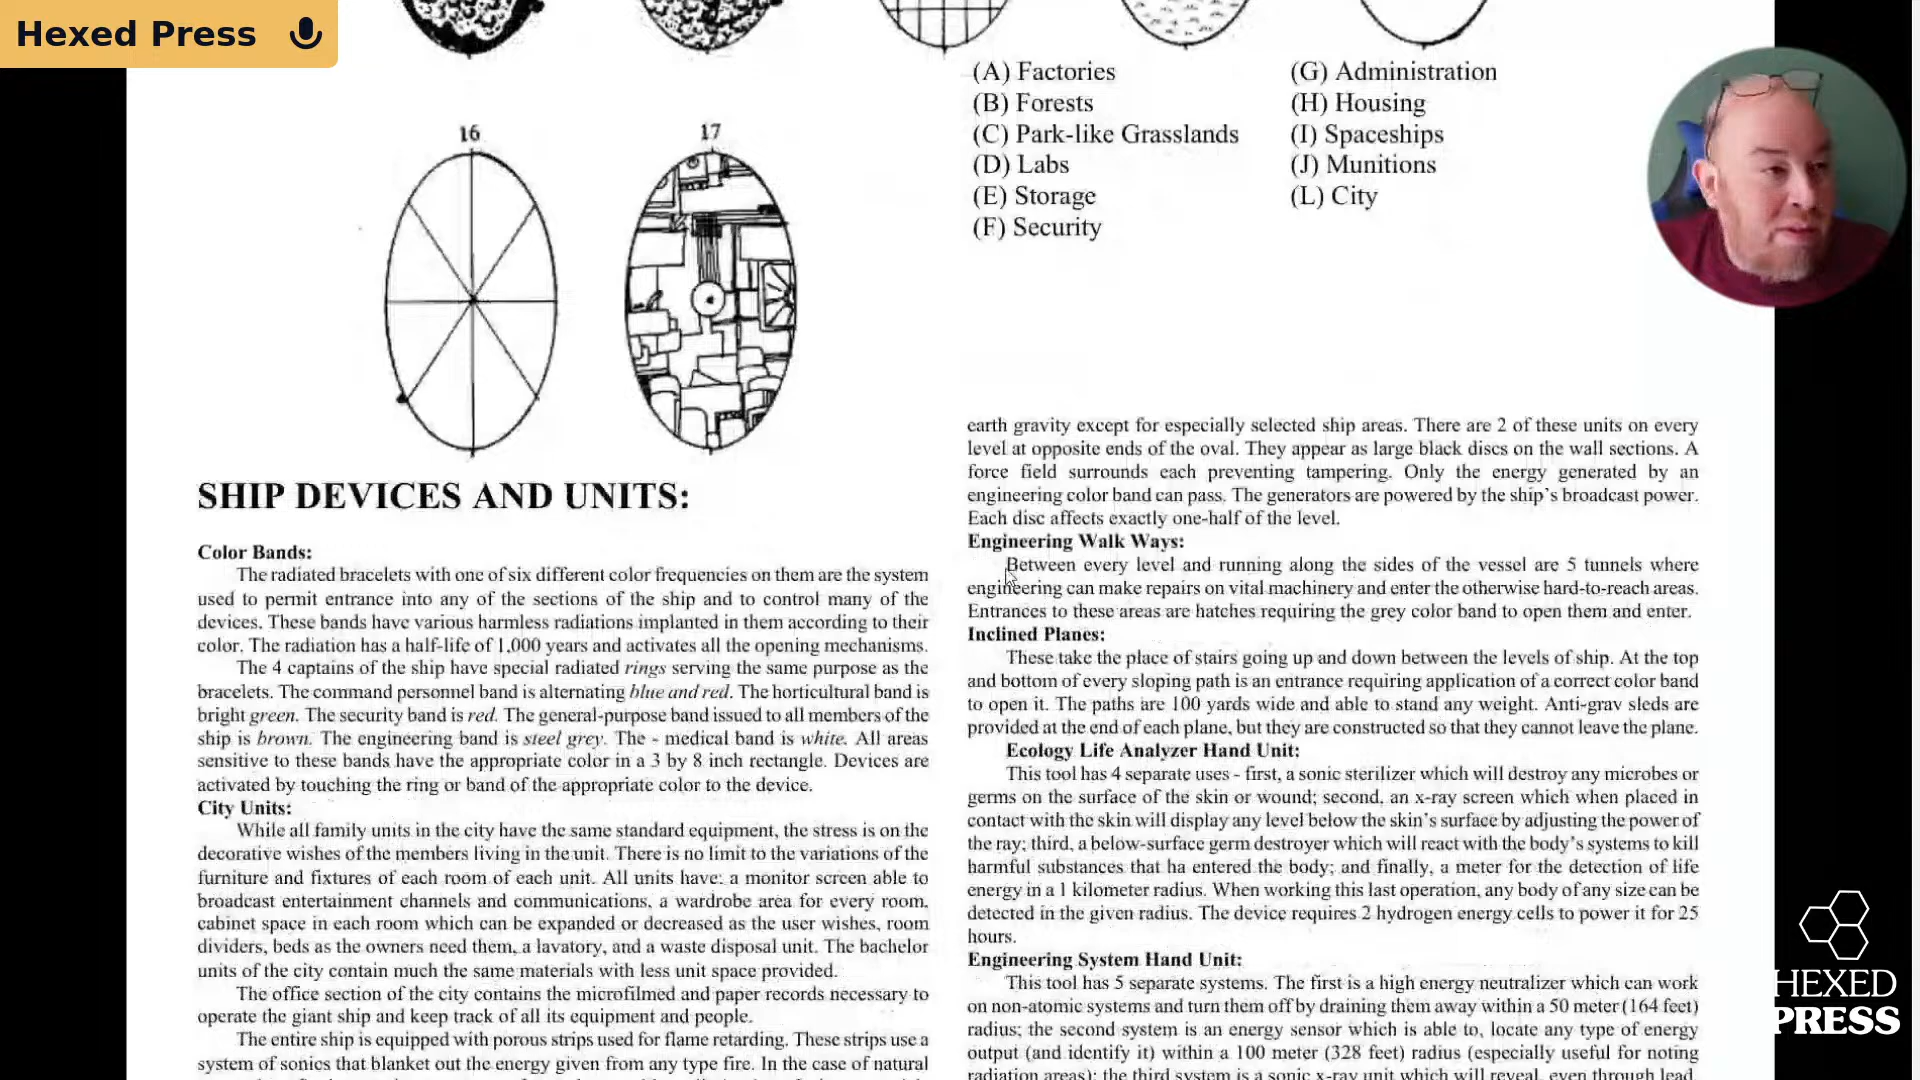 Hexed Press
(A) Factories
(B) Forests
(C) Park-like Grasslands
(D) Labs
(E) Storage
(F) Security
(G) Administration
(H) Housing
(I) Spaceships
(J) Munitions
(L) City
16
17
SHIP DEVICES AND UNITS:
Color Bands:
The radiated bracelets with one of six different color frequencies on them are the system
used to permit entrance into any of the sections of the ship and to control many of the
devices. These bands have various harmless radiations implanted in them according to their
color. The radiation has a half-life of 1,000 years and activates all the opening mechanisms.
The 4 captains of the ship have special radiated rings serving the same purpose as the
bracelets. The command personnel band is alternating blue and red. The horticultural band is
bright green. The security band is red. The general-purpose band issued to all members of the
ship is brown. The engineering band is steel grey. The - medical band is white. All areas
sensitive to these bands have the appropriate color in a 3 by 8 inch rectangle. Devices are
activated by touching the ring or band of the appropriate color to the device.
City Units:
While all family units in the city have the same standard equipment, the stress is on the
decorative wishes of the members living in the unit. There is no limit to the variations of the
furniture and fixtures of each room of each unit. All units have: a monitor screen able to
broadcast entertainment channels and communications, a wardrobe area for every room,
cabinet space in each room which can be expanded or decreased as the user wishes, room
dividers, beds as the owners need them, a lavatory, and a waste disposal unit. The bachelor
units of the city contain much the same materials with less unit space provided.
The office section of the city contains the microfilmed and paper records necessary to
operate the giant ship and keep track of all its equipment and people.
The entire ship is equipped with porous strips used for flame retarding. These strips use a
system of sonics that blanket out the energy given from any type fire. In the case of natural
earth gravity except for especially selected ship areas. There are 2 of these units on every
level at opposite ends of the oval. They appear as large black discs on the wall sections. A
force field surrounds each preventing tampering. Only the energy generated by an
engineering color band can pass. The generators are powered by the ship's broadcast power.
Each disc affects exactly one-half of the level.
Engineering Walk Ways:
Between every level and running along the sides of the vessel are 5 tunnels where
engineering can make repairs on vital machinery and enter the otherwise hard-to-reach areas.
Entrances to these areas are hatches requiring the grey color band to open them and enter.
Inclined Planes:
These take the place of stairs going up and down between the levels of ship. At the top
and bottom of every sloping path is an entrance requiring application of a correct color band
to open it. The paths are 100 yards wide and able to stand any weight. Anti-grav sleds are
provided at the end of each plane, but they are constructed so that they cannot leave the plane.
Ecology Life Analyzer Hand Unit:
This tool has 4 separate uses - first, a sonic sterilizer which will destroy any microbes or
germs on the surface of the skin or wound; second, an x-ray screen which when placed in
contact with the skin will display any level below the skin's surface by adjusting the power of
the ray; third, a below-surface germ destroyer which will react with the body's systems to kill
harmful substances that ha entered the body; and finally, a meter for the detection of life
energy in a 1 kilometer radius. When working this last operation, any body of any size can be
detected in the given radius. The device requires 2 hydrogen energy cells to power it for 25
hours.
Engineering System Hand Unit:
This tool has 5 separate systems. The first is a high energy neutralizer which can work
on non-atomic systems and turn them off by draining them away within a 50 meter (164 feet)
radius; the second system is an energy sensor which is able to, locate any type of energy
output (and identify it) within a 100 meter (328 feet) radius (especially useful for noting
radiation areas); the third system is a sonic x-ray unit which will reveal, even through lead,
HEXED
PRESS